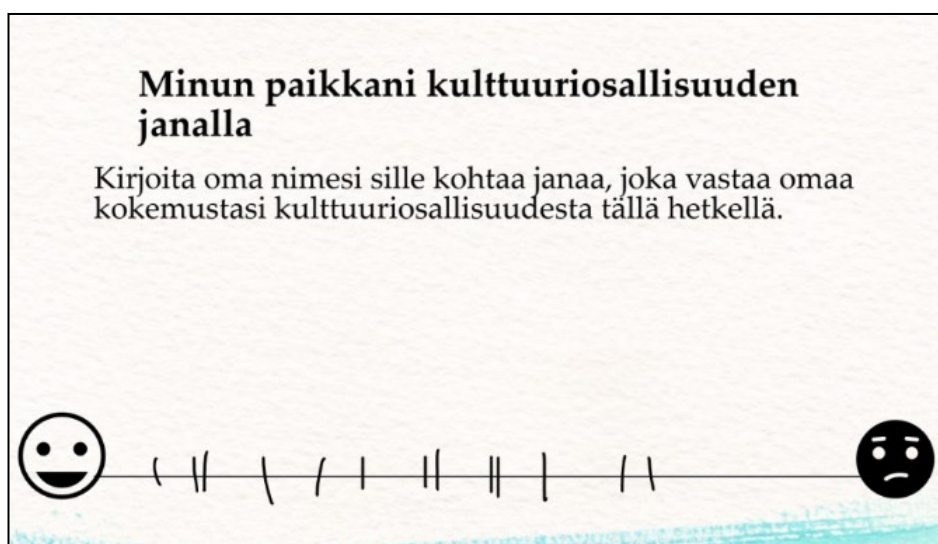 Minun paikkani kulttuuriosallisuuden
janalla
Kirjoita oma nimesi sille kohtaa janaa, joka vastaa omaa
kokemustasi kulttuuriosallisuudesta tällä hetkellä.